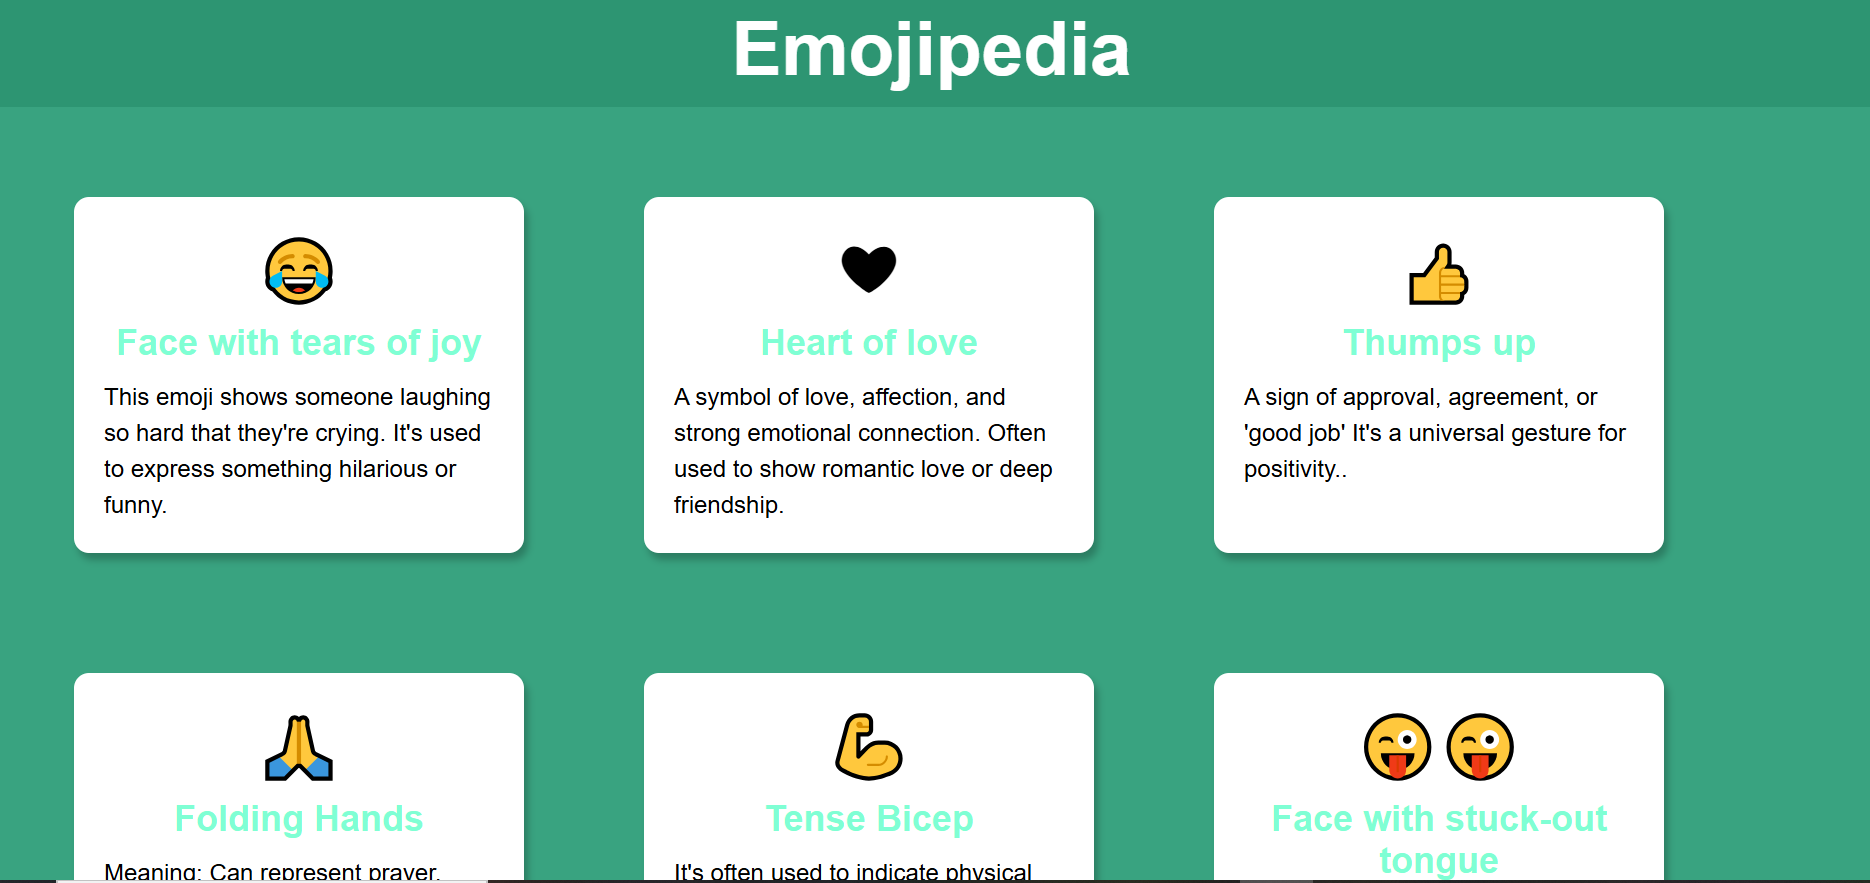 Emojipedia
Face with tears of joy
This emoji shows someone laughing
so hard that they're crying. It's used
to express something hilarious or
funny.
Heart of love
A symbol of love, affection, and
strong emotional connection. Often
used to show romantic love or deep
friendship.
Thumps up
A sign of approval, agreement, or
'good job' It's a universal gesture for
positivity..
Folding Hands
Meaning: Can represent prayer,
Tense Bicep
It's often used to indicate physical
Face with stuck-out
tongue